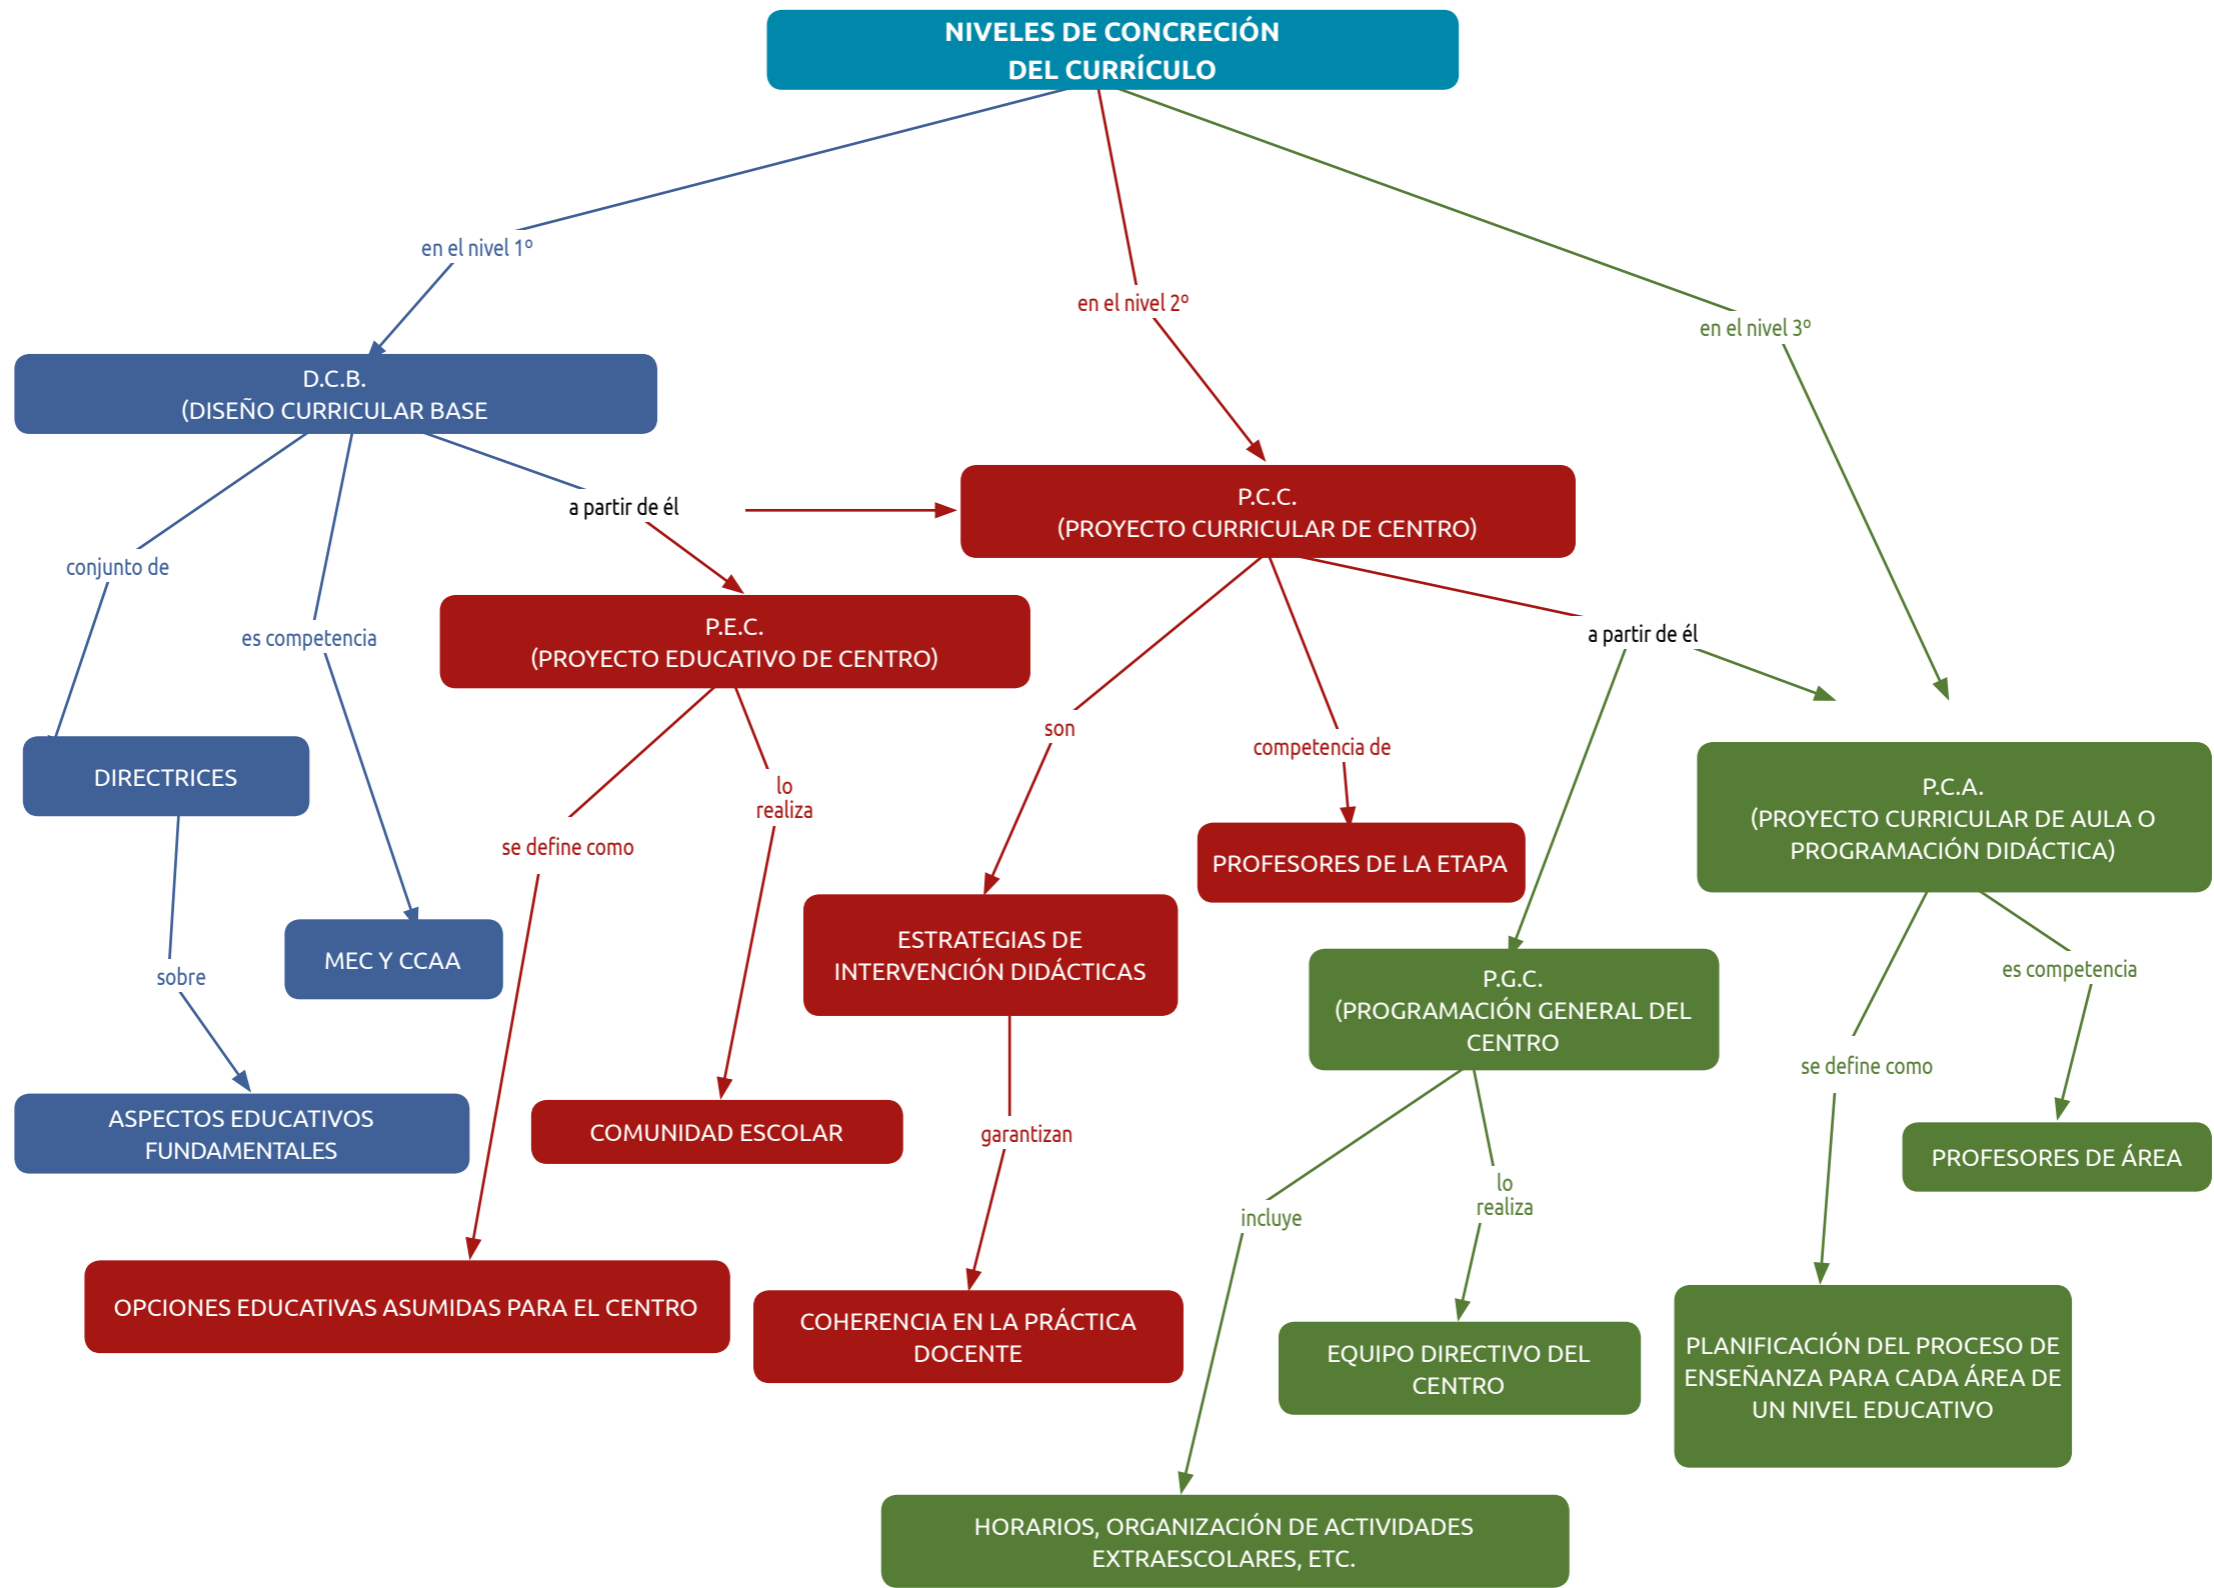 NIVELES DE CONCRECIÓN
DEL CURRÍCULO
en el nivel 1º
en el nivel 2º
en el nivel 3º
D.C.B.
(DISEÑO CURRICULAR BASE
a partir de él
P.C.C.
(PROYECTO CURRICULAR DE CENTRO)
conjunto de
es competencia
P.E.C.
(PROYECTO EDUCATIVO DE CENTRO)
a partir de él
son
competencia de
DIRECTRICES
lo
realiza
se define como
PROFESORES DE LA ETAPA
P.C.A.
(PROYECTO CURRICULAR DE AULA O
PROGRAMACIÓN DIDÁCTICA)
MEC Y CCAA
sobre
ESTRATEGIAS DE
INTERVENCIÓN DIDÁCTICAS
P.G.C.
(PROGRAMACIÓN GENERAL DEL
CENTRO
es competencia
se define como
ASPECTOS EDUCATIVOS
FUNDAMENTALES
COMUNIDAD ESCOLAR
garantizan
PROFESORES DE ÁREA
incluye
lo
realiza
OPCIONES EDUCATIVAS ASUMIDAS PARA EL CENTRO
COHERENCIA EN LA PRÁCTICA
DOCENTE
EQUIPO DIRECTIVO DEL
CENTRO
PLANIFICACIÓN DEL PROCESO DE
ENSEÑANZA PARA CADA ÁREA DE
UN NIVEL EDUCATIVO
HORARIOS, ORGANIZACIÓN DE ACTIVIDADES
EXTRAESCOLARES, ETC.